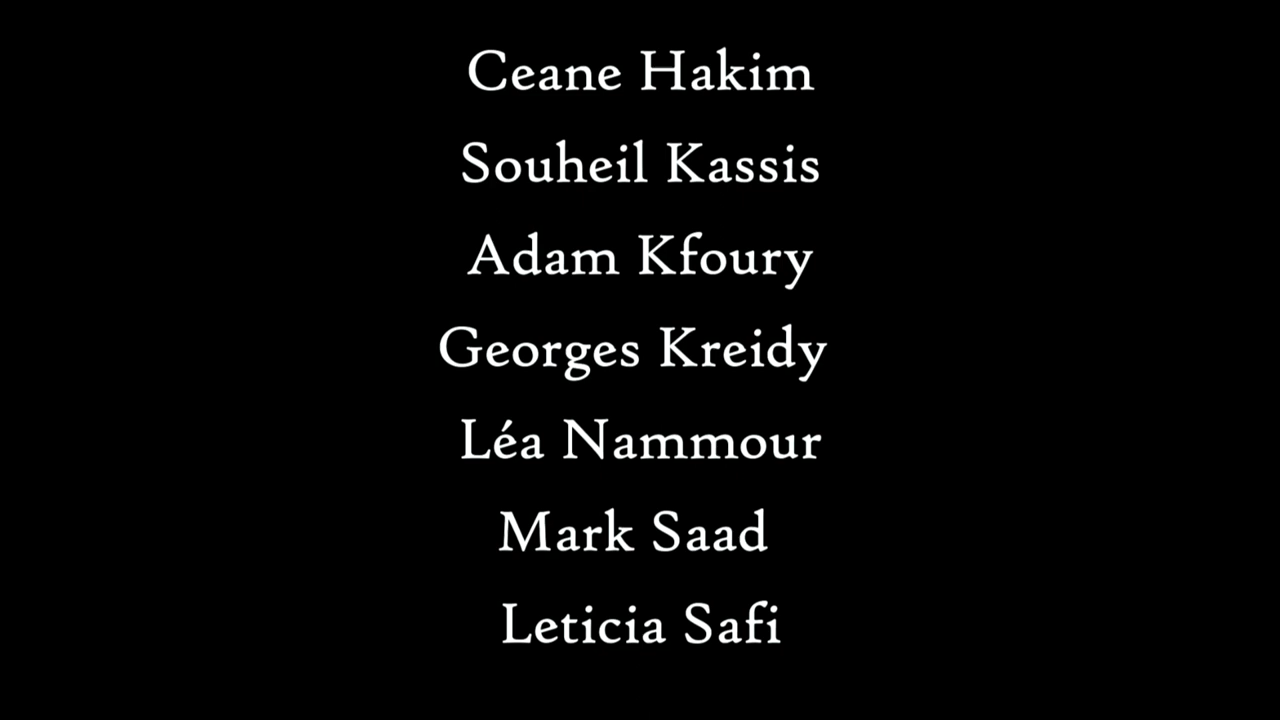 Ceane Hakim
Souheil Kassis
Adam Kfoury
Georges Kreidy
Léa Nammour
Mark Saad
Leticia Safi